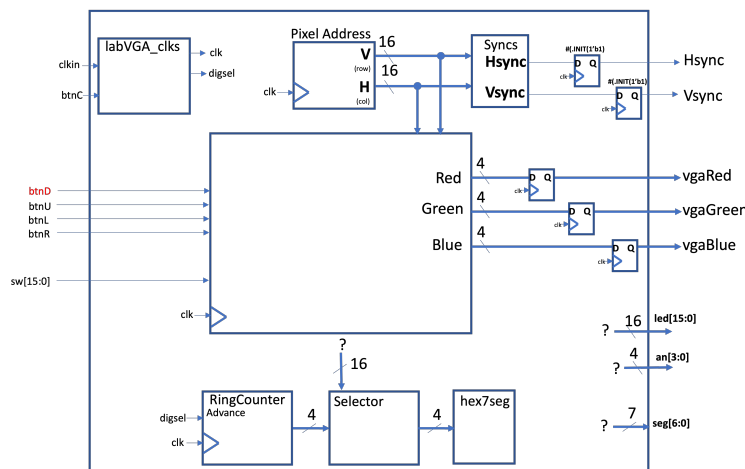 labVGA_clks
clkin
btnC
clk
digsel
Pixel Address
V
(row)
H
(col)
clk
16
16
Syncs
Hsync
Vsync
#(.INIT(1'b1)
D Q
clk
#(.INIT(1'b1)
D Q
clk
Hsync
Vsync
btnD
btnU
btnL
btnR
sw[15:0]
clk
Red
Green
Blue
4
4
4
D Q
clk
D Q
clk
D Q
clk
vgaRed
vgaGreen
vgaBlue
? 16 led[15:0]
? 4 an[3:0]
? 7 seg[6:0]
?
16
RingCounter
Advance
digsel
clk
4
Selector
4
hex7seg